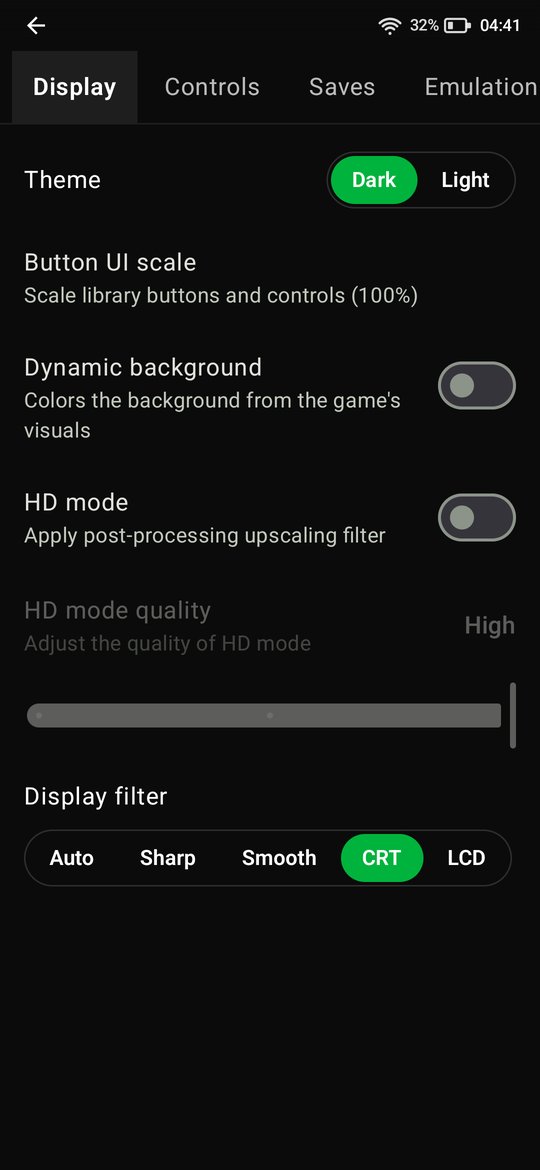 32% 04:41
Display Controls Saves Emulation
Theme Dark Light
Button UI scale
Scale library buttons and controls (100%)
Dynamic background
Colors the background from the game's
visuals
HD mode
Apply post-processing upscaling filter
HD mode quality
Adjust the quality of HD mode
High
Display filter
Auto Sharp Smooth CRT LCD